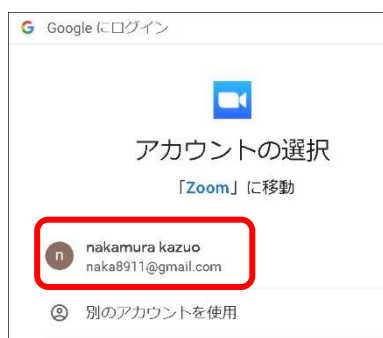 G Google にログイン
アカウントの選択
「Zoom」に移動
n nakamura kazuo
naka8911@gmail.com
別のアカウントを使用